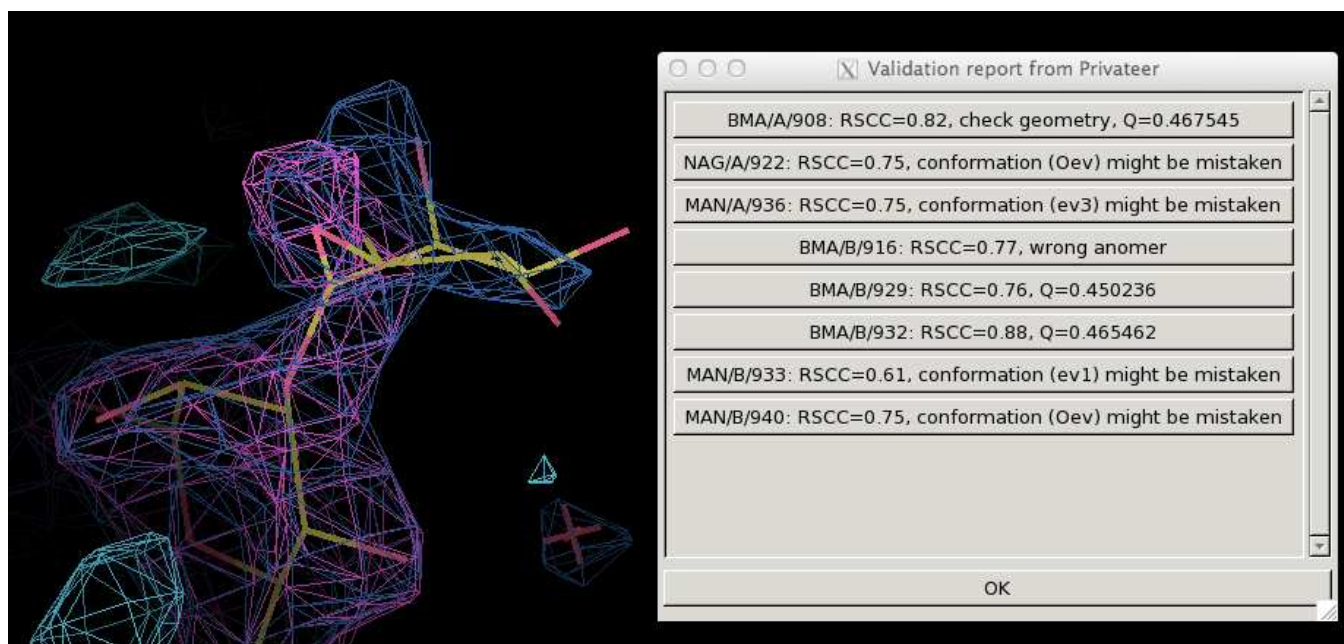 Validation report from Privateer
BMA/A/908: RSCC=0.82, check geometry, Q=0.467545
NAG/A/922: RSCC=0.75, conformation (Oev) might be mistaken
MAN/A/936: RSCC=0.75, conformation (ev3) might be mistaken
BMA/B/916: RSCC=0.77, wrong anomer
BMA/B/929: RSCC=0.76, Q=0.450236
BMA/B/932: RSCC=0.88, Q=0.465462
MAN/B/933: RSCC=0.61, conformation (ev1) might be mistaken
MAN/B/940: RSCC=0.75, conformation (Oev) might be mistaken
OK